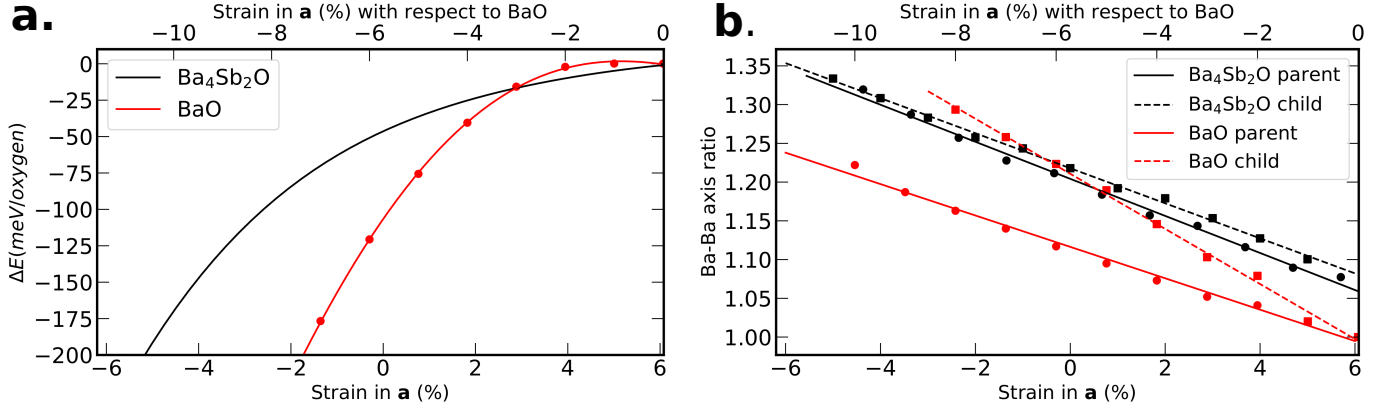 a.
Strain in a (%) with respect to BaO
−10 −8 −6 −4 −2 0
0
−25
−50
−75
−100
−125
−150
−175
−200
ΔE(meV/oxygen)
Ba₄Sb₂O
BaO
−6 −4 −2 0 2 4 6
Strain in a (%)
b.
Strain in a (%) with respect to BaO
−10 −8 −6 −4 −2 0
1.35
1.30
1.25
1.20
1.15
1.10
1.05
1.00
Ba-Ba axis ratio
Ba₄Sb₂O parent
Ba₄Sb₂O child
BaO parent
BaO child
−6 −4 −2 0 2 4 6
Strain in a (%)